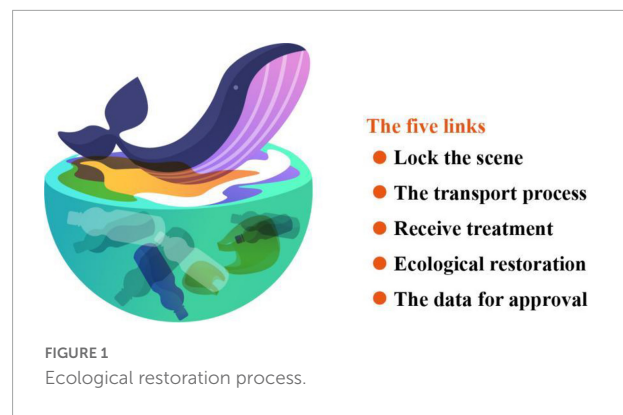 The five links
Lock the scene
The transport process
Receive treatment
Ecological restoration
The data for approval
FIGURE 1
Ecological restoration process.